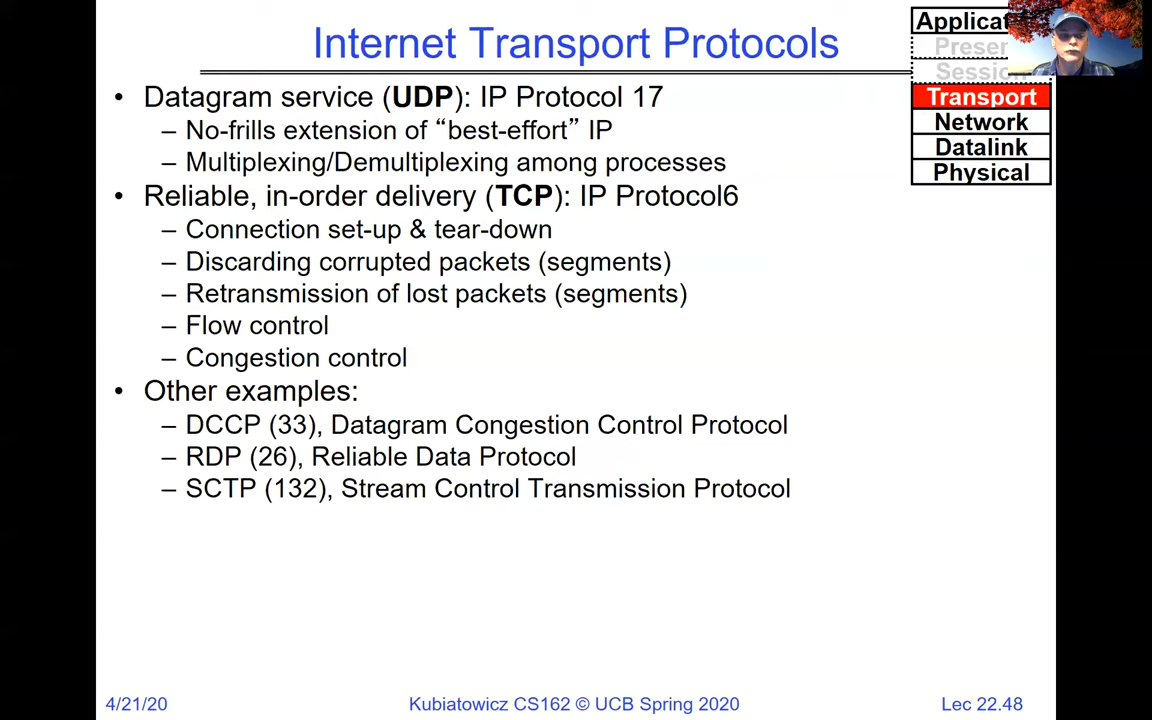 Internet Transport Protocols
• Datagram service (UDP): IP Protocol 17
– No-frills extension of “best-effort” IP
– Multiplexing/Demultiplexing among processes
• Reliable, in-order delivery (TCP): IP Protocol6
– Connection set-up & tear-down
– Discarding corrupted packets (segments)
– Retransmission of lost packets (segments)
– Flow control
– Congestion control
• Other examples:
– DCCP (33), Datagram Congestion Control Protocol
– RDP (26), Reliable Data Protocol
– SCTP (132), Stream Control Transmission Protocol
Transport
Network
Datalink
Physical
4/21/20
Kubiatowicz CS162 © UCB Spring 2020
Lec 22.48